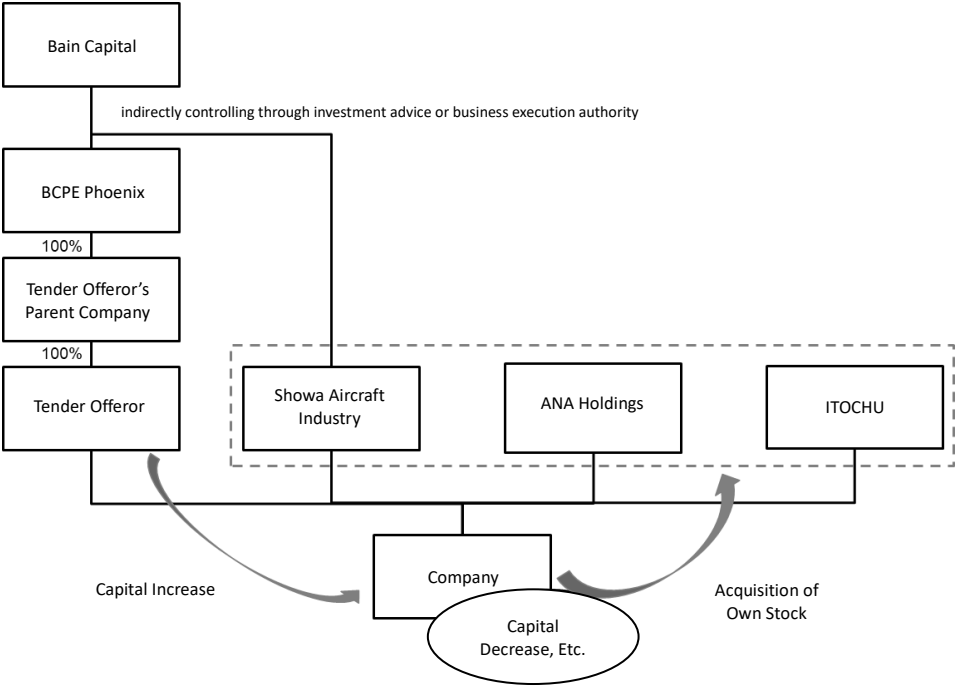 Bain Capital
indirectly controlling through investment advice or business execution authority
BCPE Phoenix
100%
Tender Offeror's
Parent Company
100%
Tender Offeror
Showa Aircraft
Industry
ANA Holdings
ITOCHU
Company
Capital Increase
Acquisition of
Own Stock
Capital
Decrease, Etc.